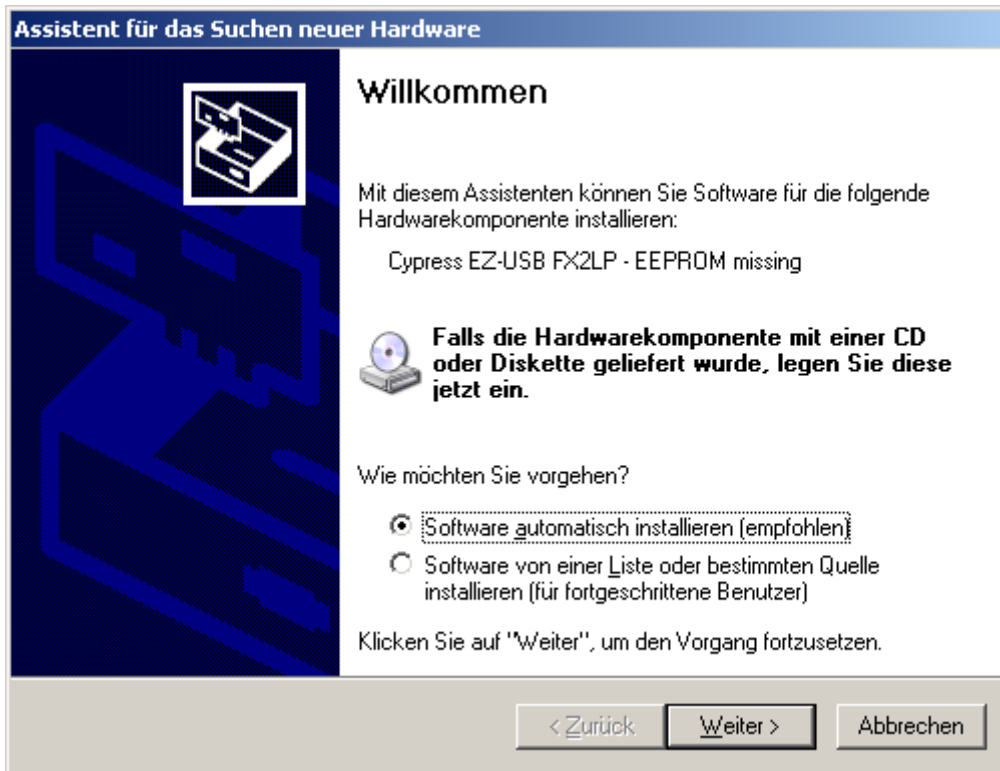 Assistent für das Suchen neuer Hardware
Willkommen
Mit diesem Assistenten können Sie Software für die folgende
Hardwarekomponente installieren:
Cypress EZ-USB FX2LP - EEPROM missing
Falls die Hardwarekomponente mit einer CD
oder Diskette geliefert wurde, legen Sie diese
jetzt ein.
Wie möchten Sie vorgehen?
Software automatisch installieren (empfohlen)
Software von einer Liste oder bestimmten Quelle
installieren (für fortgeschrittene Benutzer)
Klicken Sie auf "Weiter", um den Vorgang fortzusetzen.
< Zurück Weiter > Abbrechen